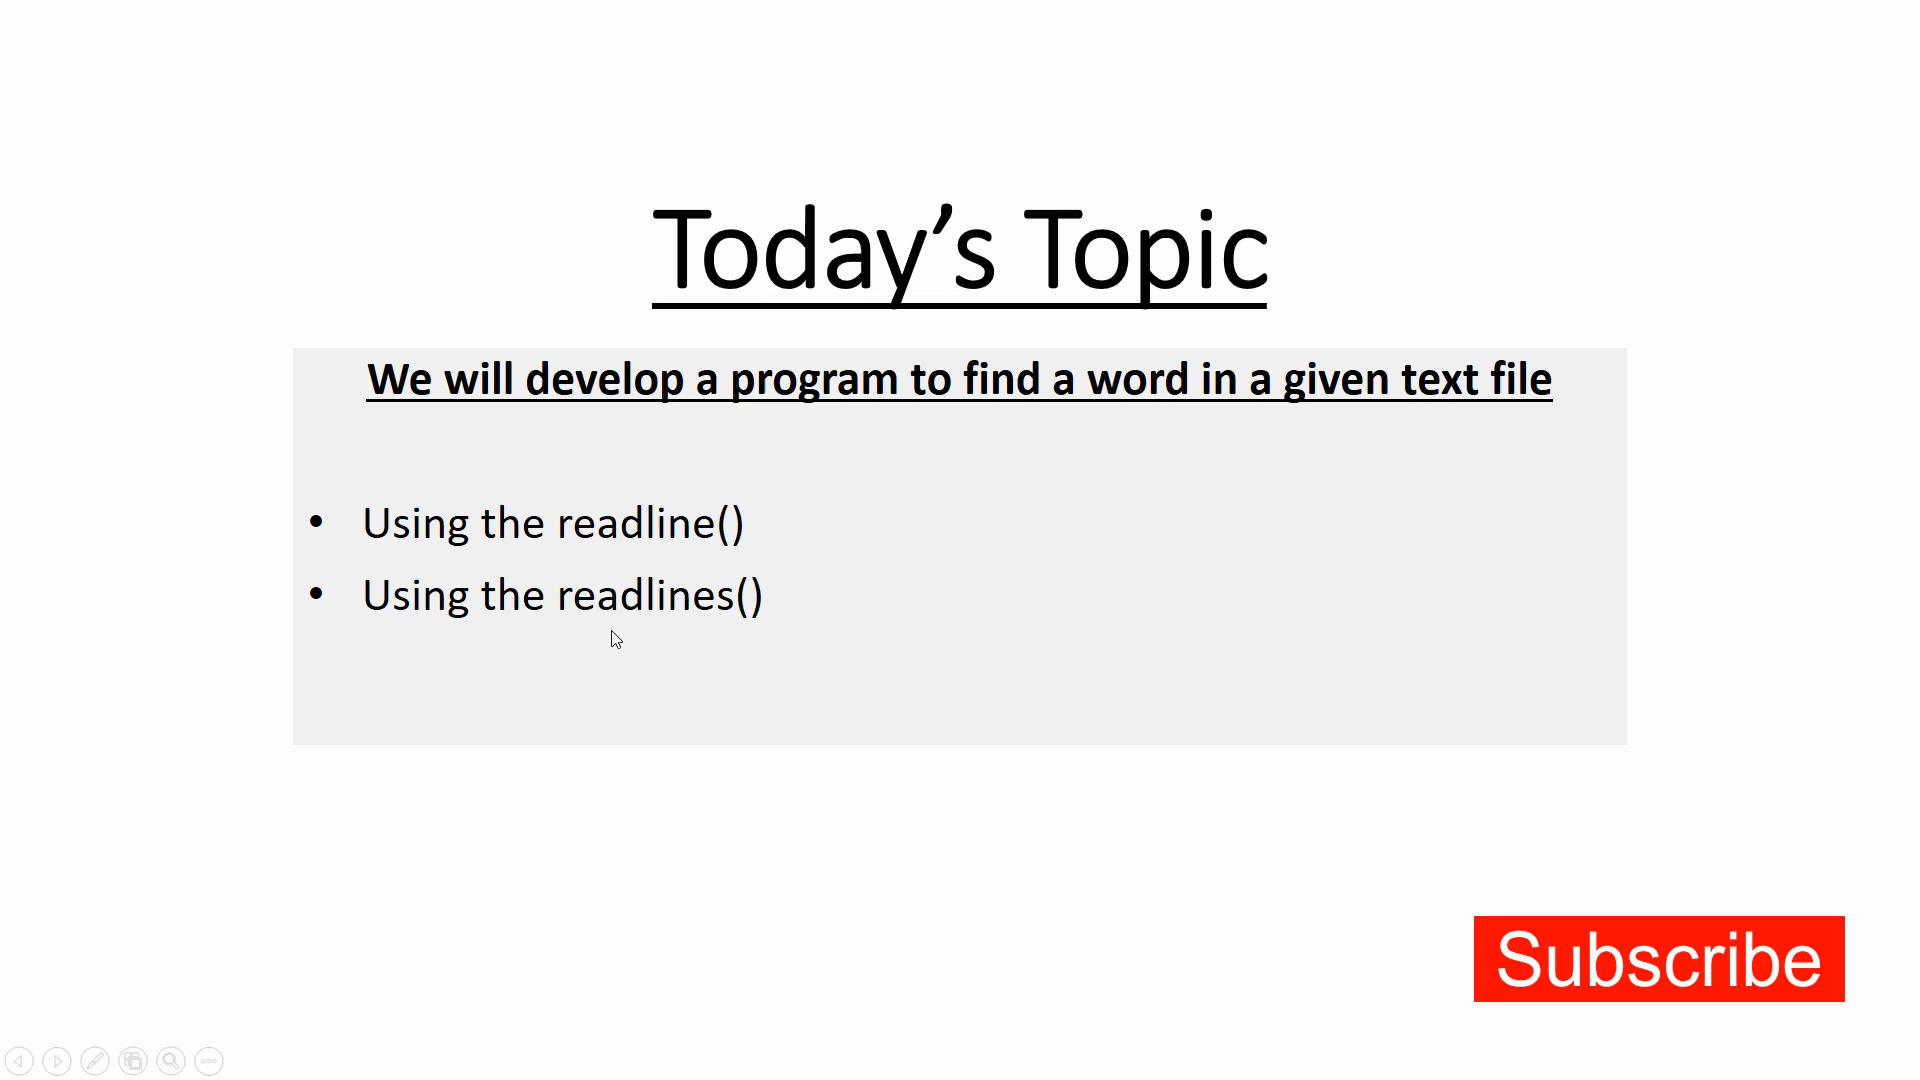 Today’s Topic
We will develop a program to find a word in a given text file
• Using the readline()
• Using the readlines()
Subscribe